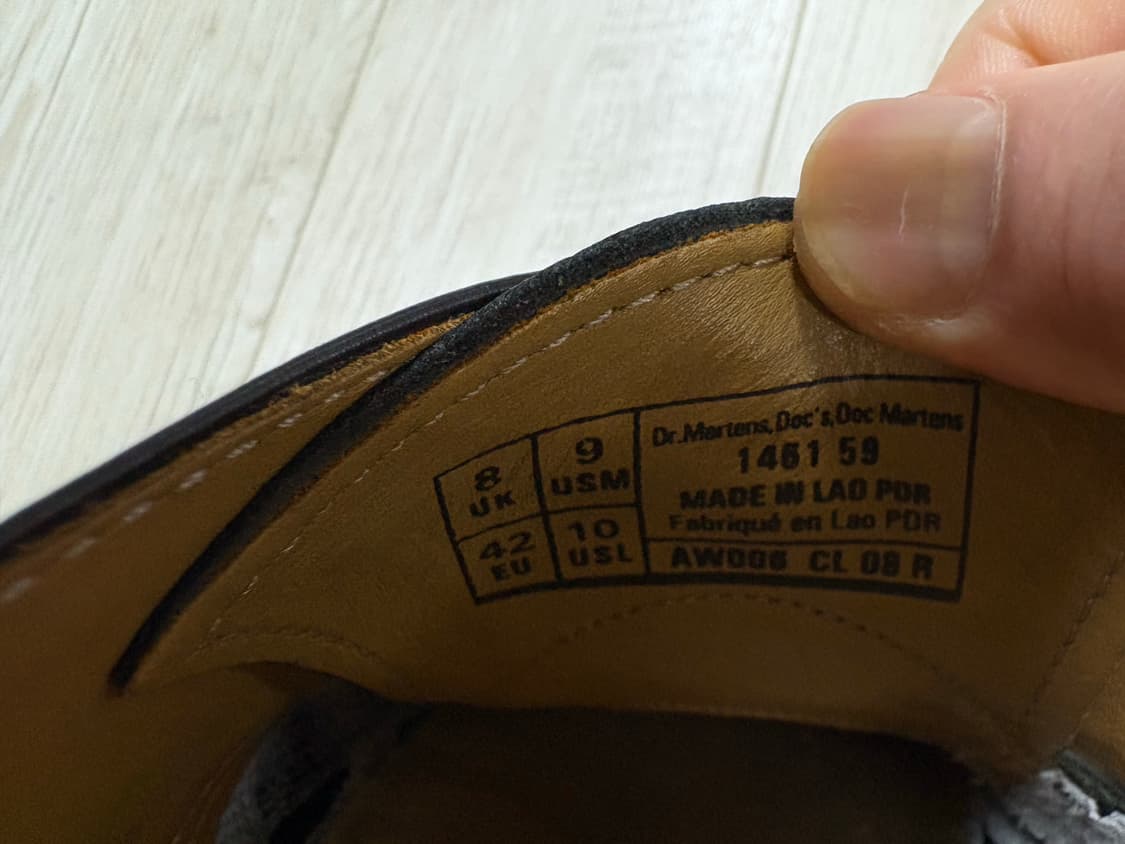 8 UK
9 USM
42 EU
10 USL
Dr.Martens,Doc's,Doc Martens
1461 59
MADE IN LAO PDR
Fabriqué en Lao PDR
AW006 CL 08 R